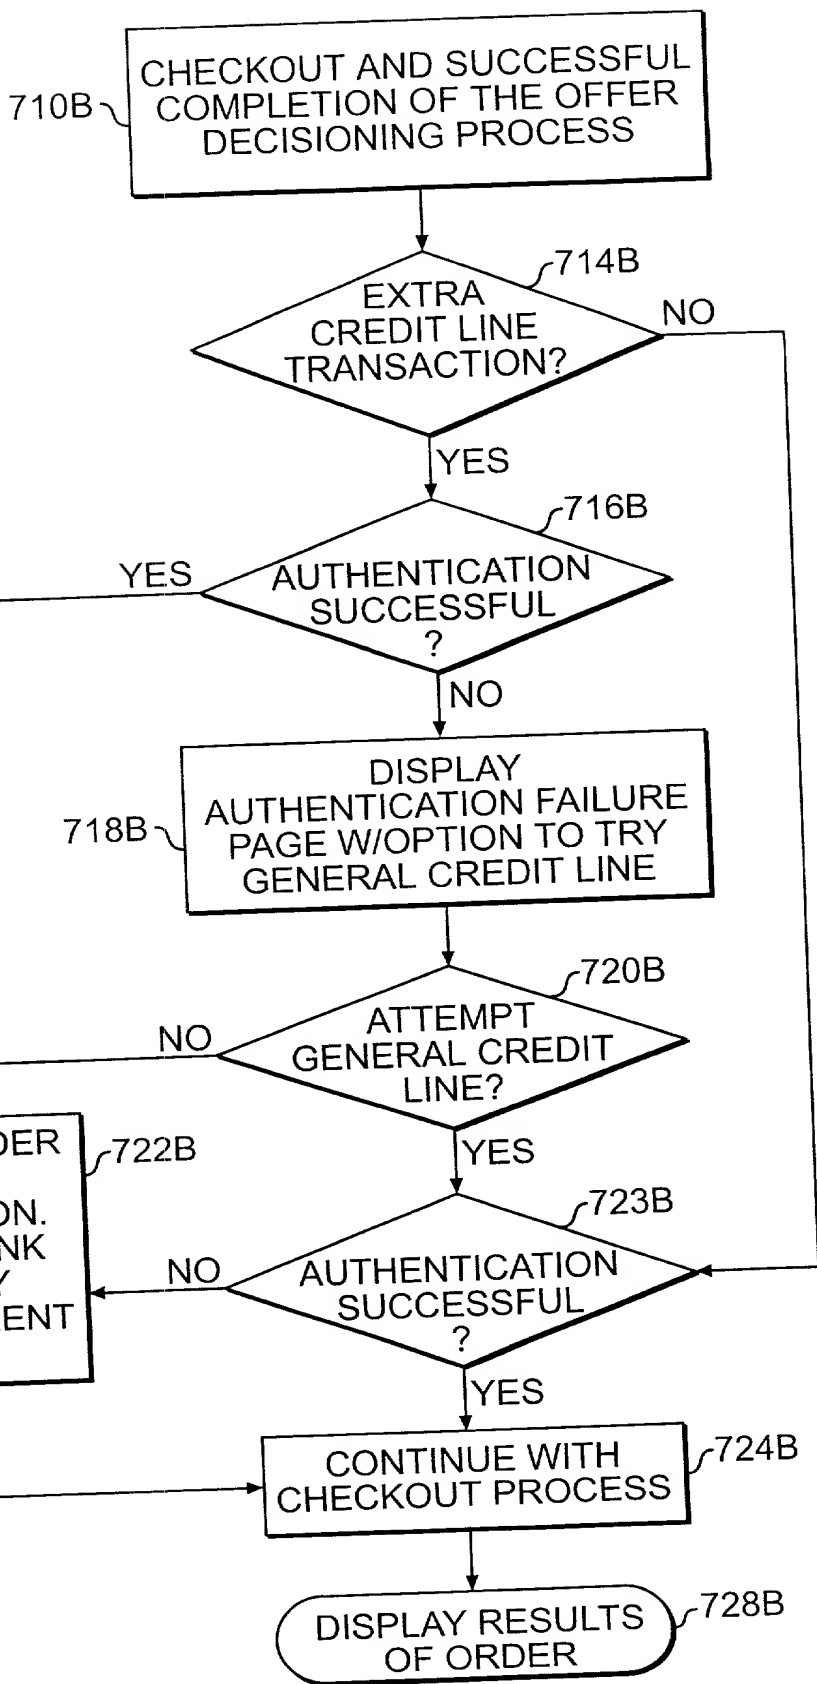 CHECKOUT AND SUCCESSFUL
COMPLETION OF THE OFFER
DECISIONING PROCESS
710B
714B
EXTRA
CREDIT LINE
TRANSACTION?
NO
YES
716B
YES
AUTHENTICATION
SUCCESSFUL
?
NO
DISPLAY
AUTHENTICATION FAILURE
PAGE W/OPTION TO TRY
GENERAL CREDIT LINE
718B
720B
NO
ATTEMPT
GENERAL CREDIT
LINE?
YES
722B
723B
NO
AUTHENTICATION
SUCCESSFUL
?
YES
CONTINUE WITH
CHECKOUT PROCESS
724B
DISPLAY RESULTS
OF ORDER
728B